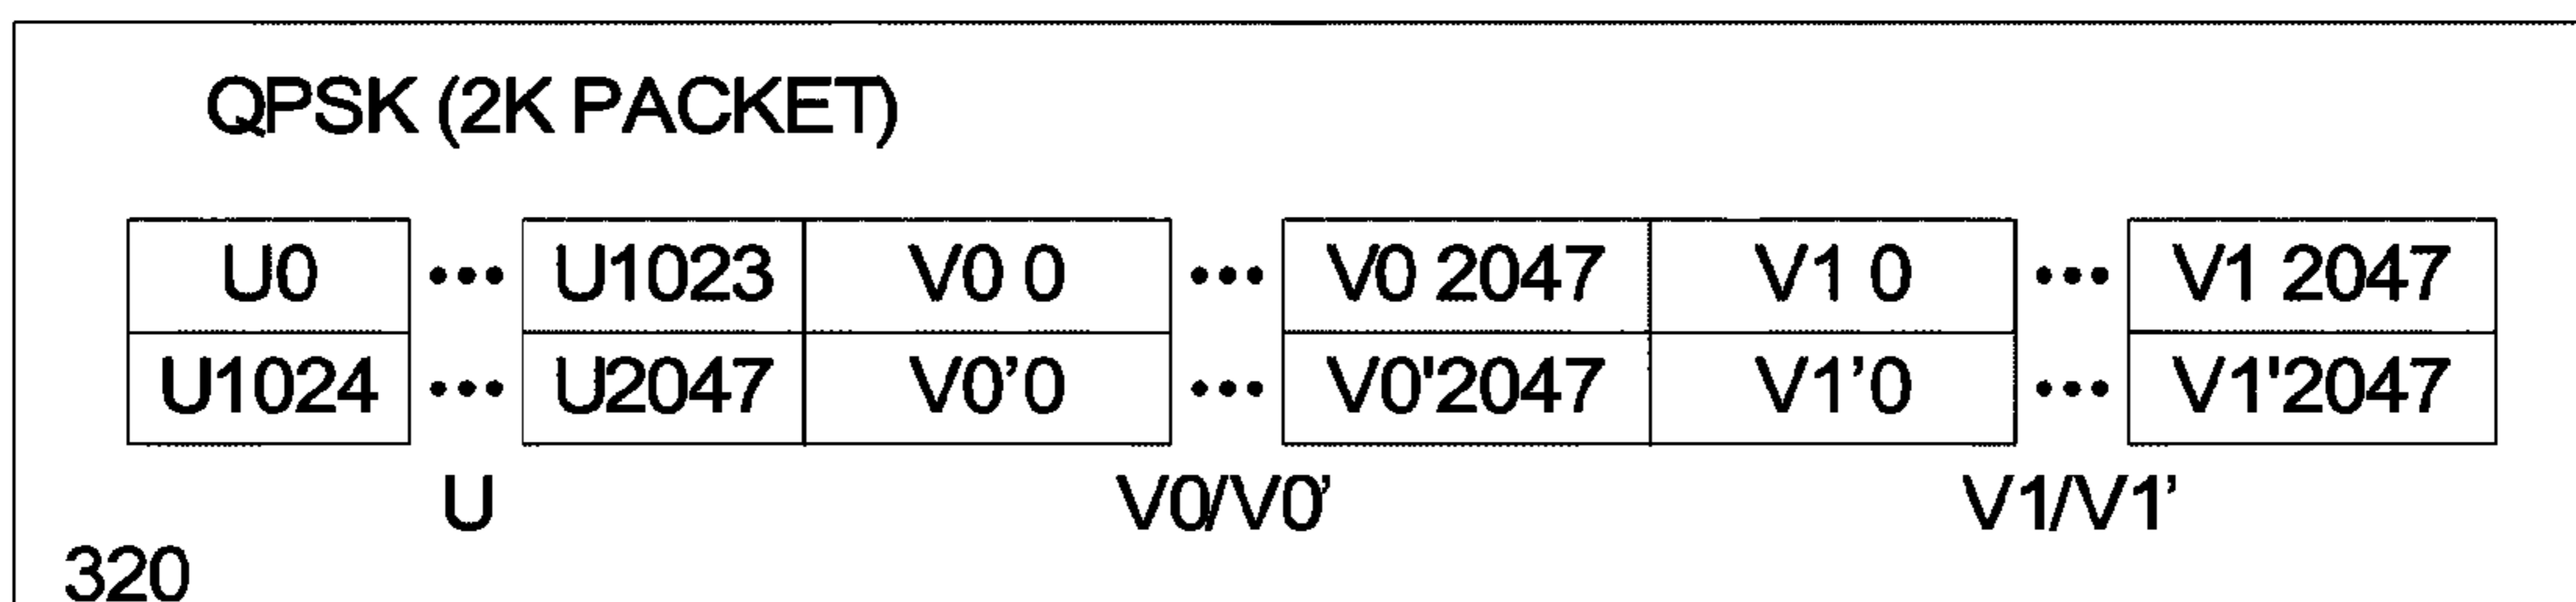 QPSK (2K PACKET)
U0 ••• U1023 V0 0 ••• V0 2047 V1 0 ••• V1 2047
U1024 ••• U2047 V0’0 ••• V0'2047 V1’0 ••• V1'2047
U V0/V0’ V1/V1’
320